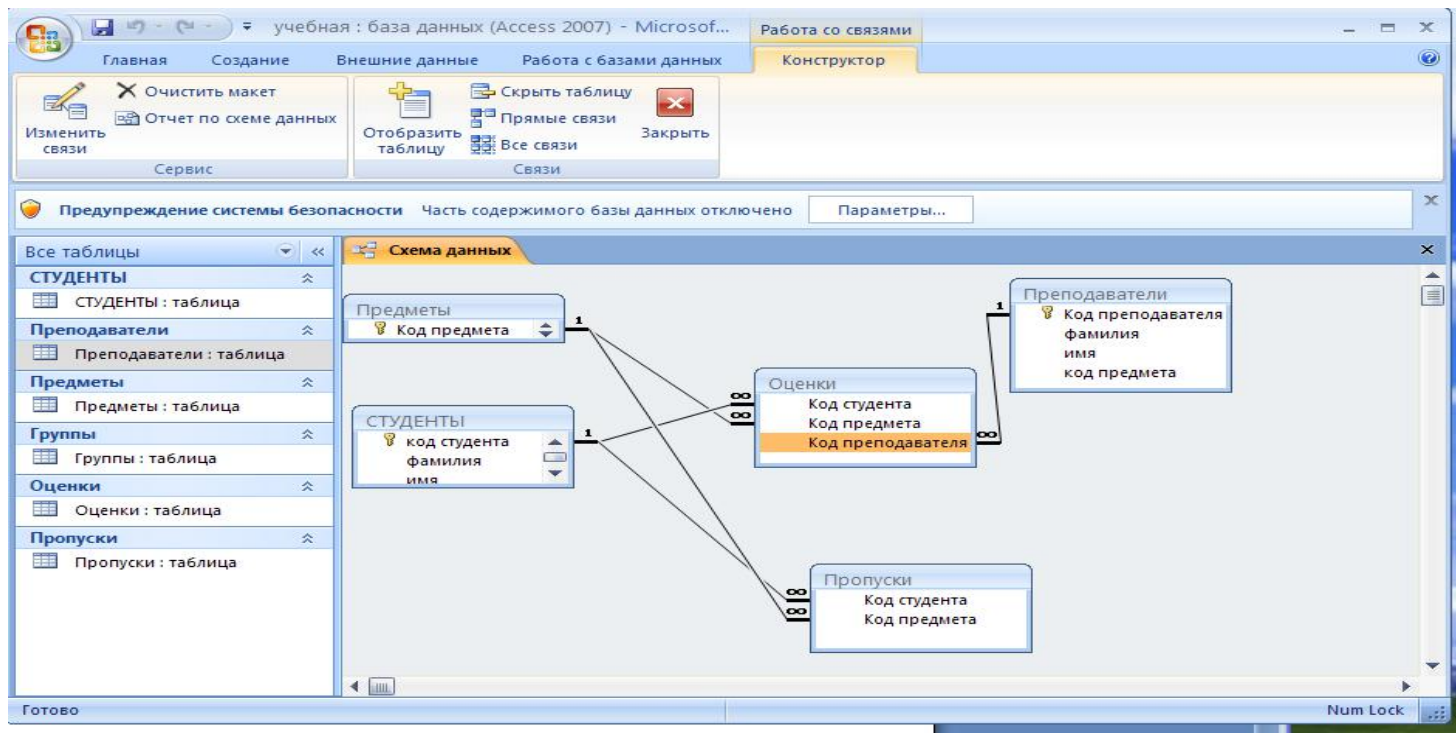 учебная : база данных (Access 2007) - Microsof...
Работа со связями
Главная Создание Внешние данные Работа с базами данных Конструктор
Изменить связи
Очистить макет
Отчет по схеме данных
Сервис
Отобразить таблицу
Скрыть таблицу
Прямые связи
Все связи
Закрыть
Связи
Предупреждение системы безопасности Часть содержимого базы данных отключено Параметры...
Все таблицы
СТУДЕНТЫ
СТУДЕНТЫ : таблица
Преподаватели
Преподаватели : таблица
Предметы
Предметы : таблица
Группы
Группы : таблица
Оценки
Оценки : таблица
Пропуски
Пропуски : таблица
Схема данных
Предметы
Код предмета
1
СТУДЕНТЫ
код студента
фамилия
имя
1
Оценки
Код студента
Код предмета
Код преподавателя
∞
∞
∞
1
Преподаватели
Код преподавателя
фамилия
имя
код предмета
Пропуски
Код студента
Код предмета
∞
∞
Готово
Num Lock